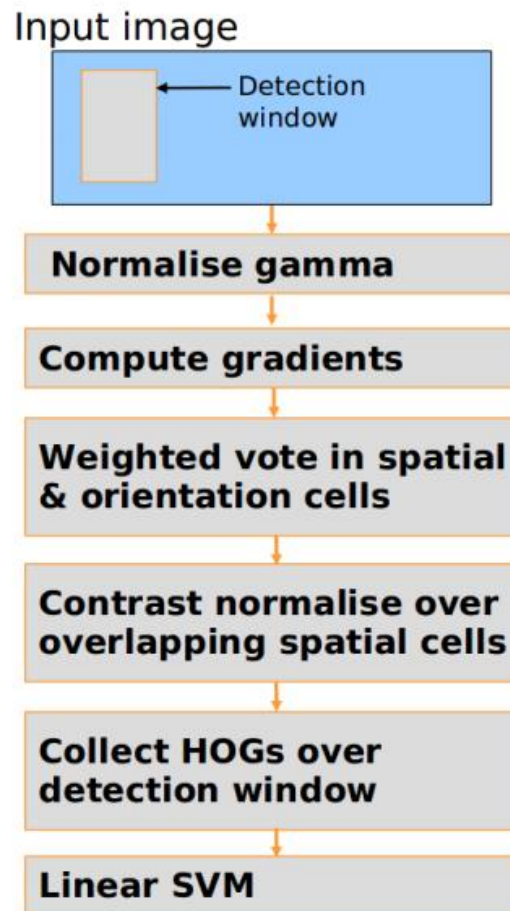 Input image
Detection
window
Normalise gamma
Compute gradients
Weighted vote in spatial
& orientation cells
Contrast normalise over
overlapping spatial cells
Collect HOGs over
detection window
Linear SVM